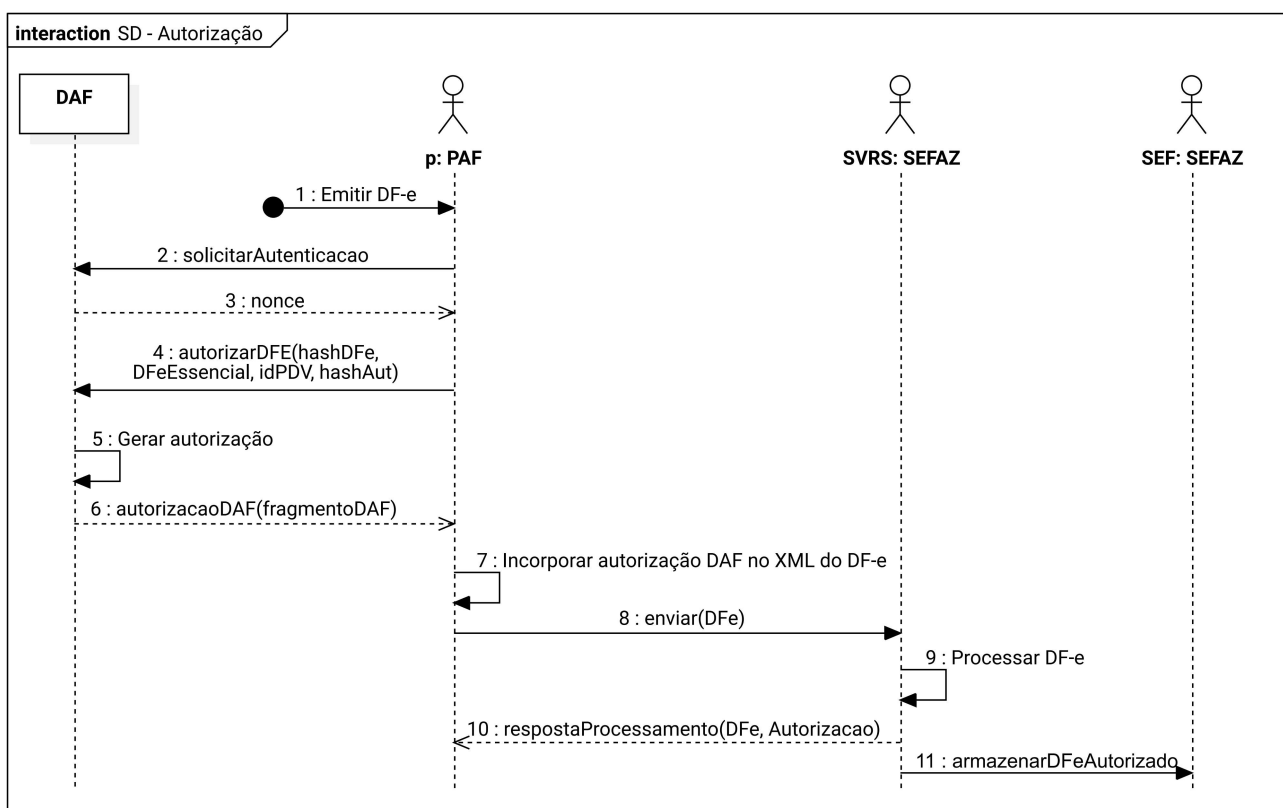 interaction SD - Autorização
DAF
p: PAF
SVRS: SEFAZ
SEF: SEFAZ
1 : Emitir DF-e
2 : solicitarAutenticacao
3 : nonce
4 : autorizarDFE(hashDFe,
DFeEssencial, idPDV, hashAut)
5 : Gerar autorização
6 : autorizacaoDAF(fragmentoDAF)
7 : Incorporar autorização DAF no XML do DF-e
8 : enviar(DFe)
9 : Processar DF-e
10 : respostaProcessamento(DFe, Autorizacao)
11 : armazenarDFeAutorizado